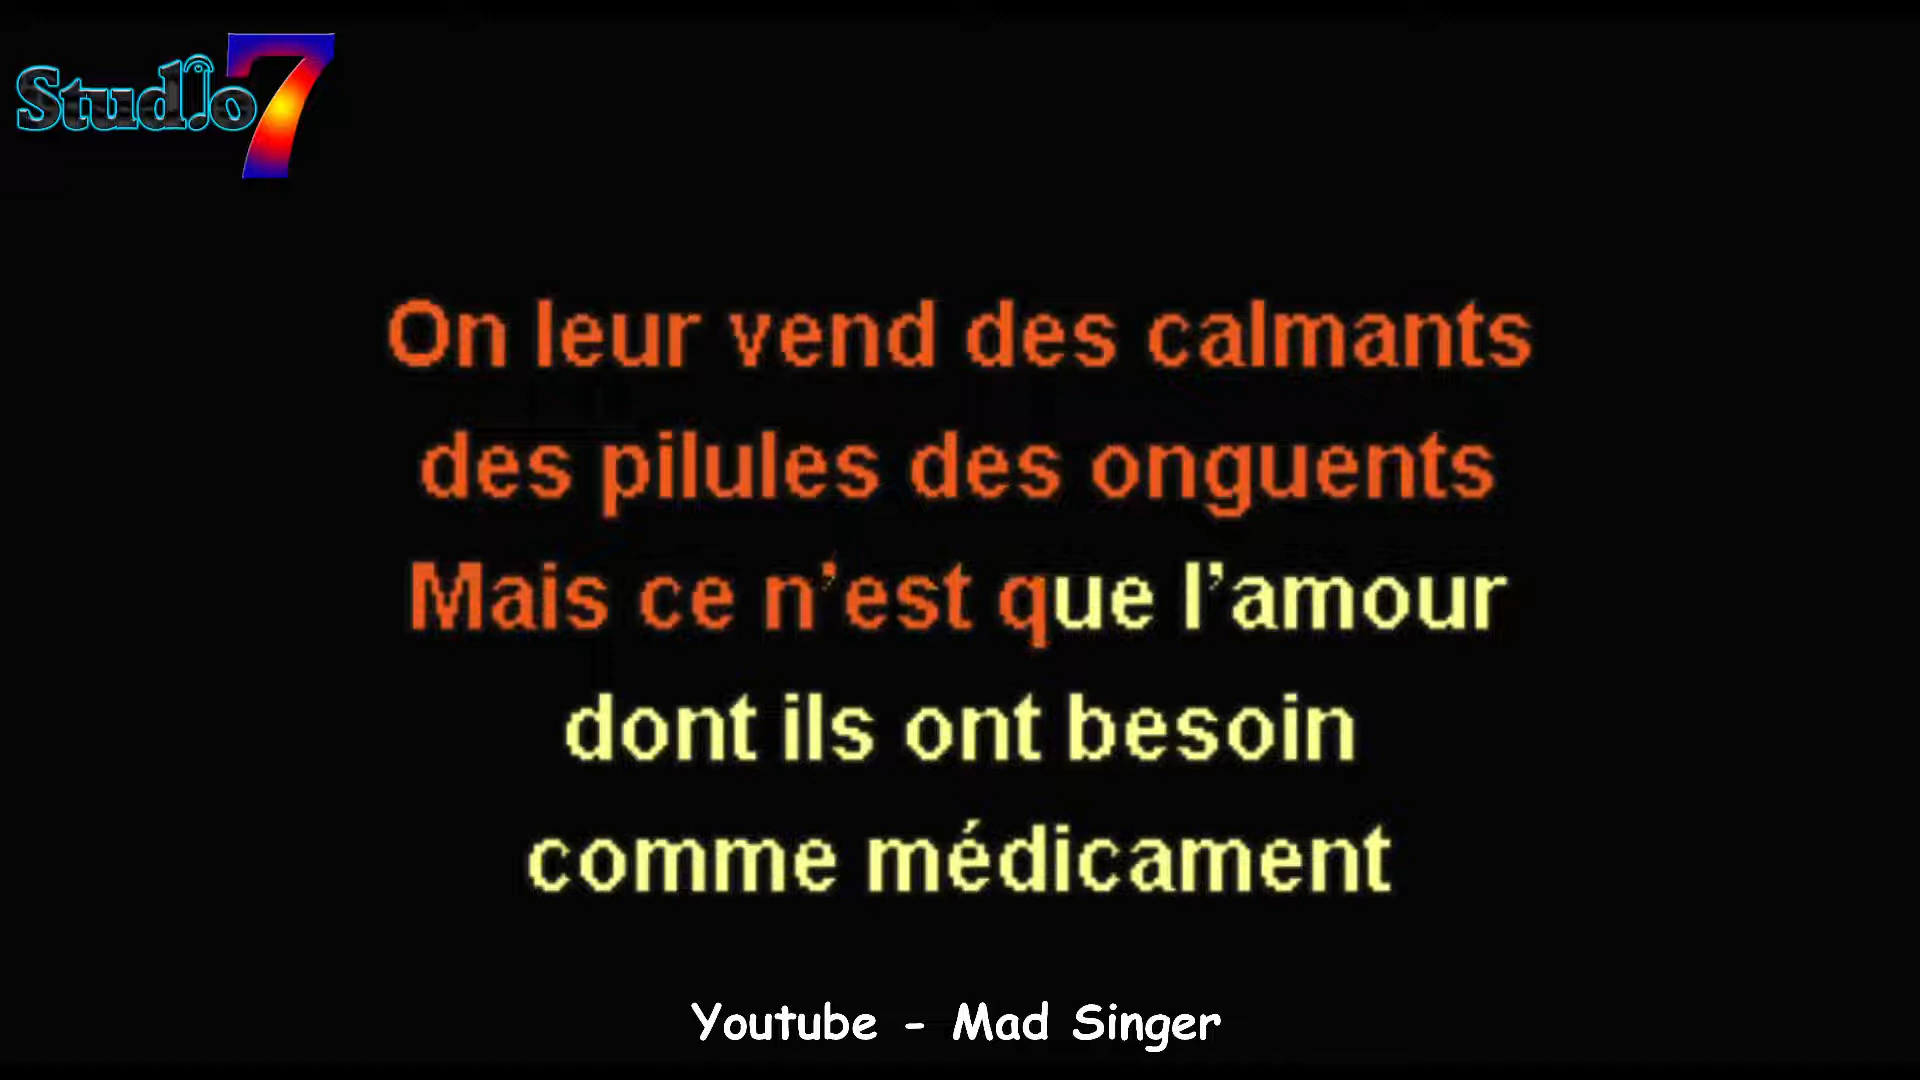 Studio 7
On leur vend des calmants
des pilules des onguents
Mais ce n'est que l'amour
dont ils ont besoin
comme médicament
Youtube - Mad Singer